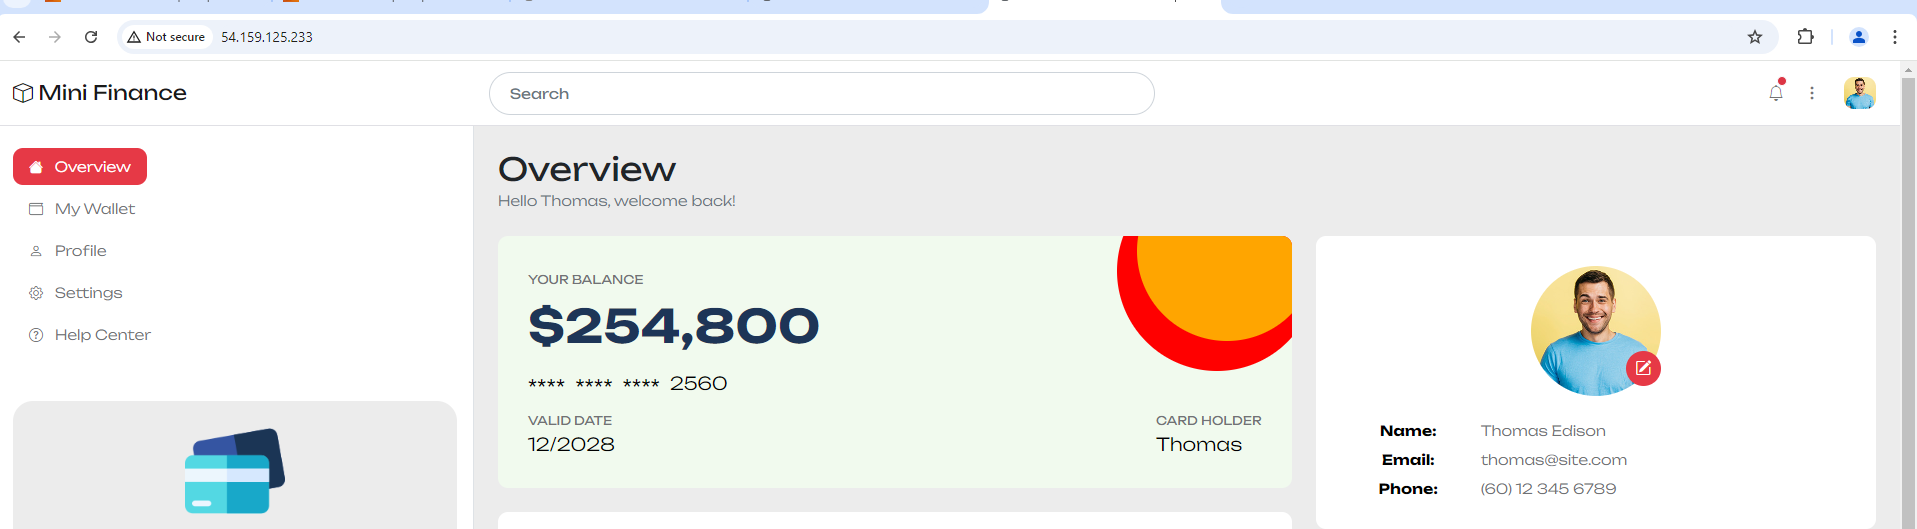 Not secure 54.159.125.233
Mini Finance
Search
Overview
My Wallet
Profile
Settings
Help Center
Overview
Hello Thomas, welcome back!
YOUR BALANCE
$254,800
**** **** **** 2560
VALID DATE
12/2028
CARD HOLDER
Thomas
Name: Thomas Edison
Email: thomas@site.com
Phone: (60) 12 345 6789